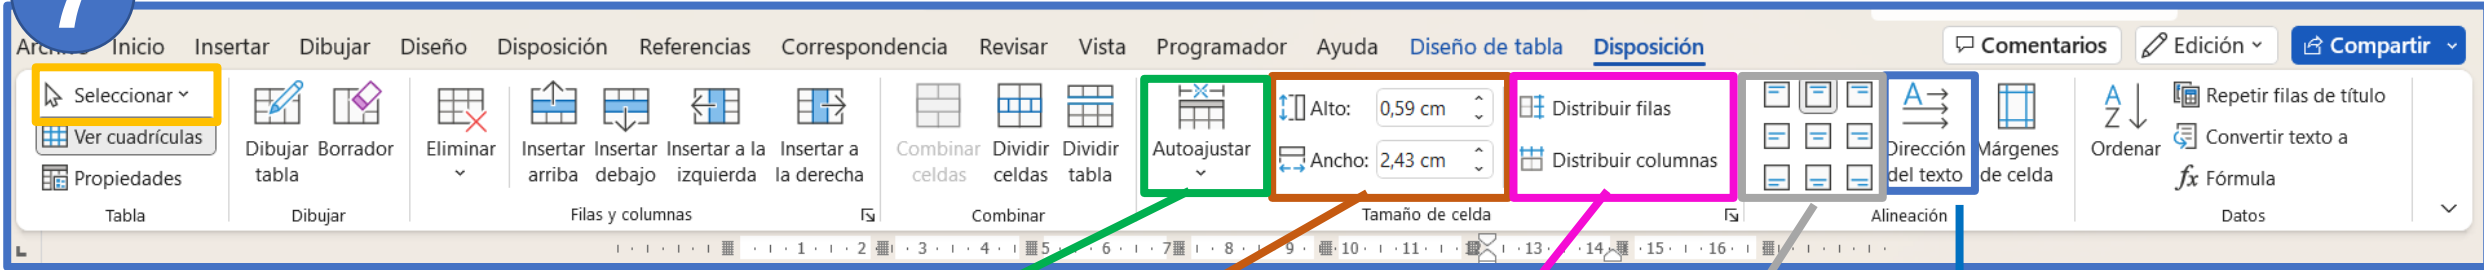 7
Archivo Inicio Insertar Dibujar Diseño Disposición Referencias Correspondencia Revisar Vista Programador Ayuda Diseño de tabla Disposición Comentarios Edición Compartir
Seleccionar
Ver cuadrículas
Propiedades
Tabla
Dibujar tabla
Borrador
Dibujar
Eliminar
Insertar arriba
Insertar debajo
Insertar a la izquierda
Insertar a la derecha
Filas y columnas
Combinar celdas
Dividir celdas
Dividir tabla
Combinar
Autoajustar
Alto: 0,59 cm
Ancho: 2,43 cm
Distribuir filas
Distribuir columnas
Tamaño de celda
Dirección del texto
Márgenes de celda
Alineación
A
Z
Ordenar
Repetir filas de título
Convertir texto a
fx Fórmula
Datos
1 2 3 4 5 6 7 8 9 10 11 12 13 14 15 16